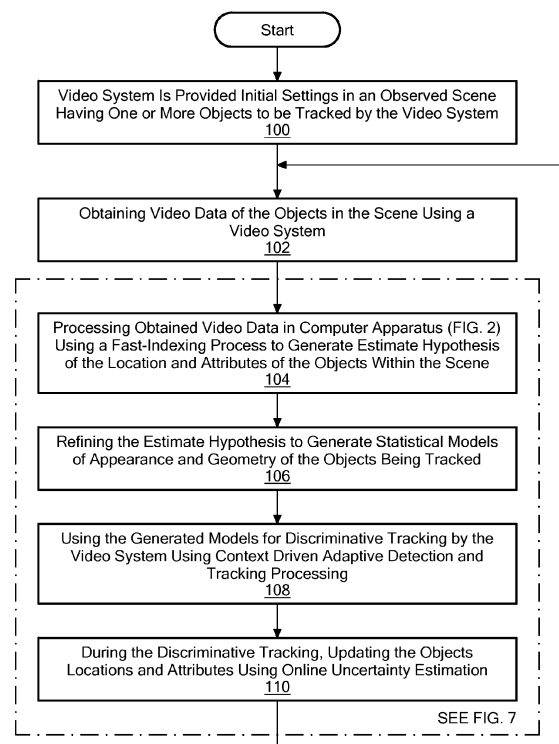 Start
Video System Is Provided Initial Settings in an Observed Scene
Having One or More Objects to be Tracked by the Video System
100
Obtaining Video Data of the Objects in the Scene Using a
Video System
102
Processing Obtained Video Data in Computer Apparatus (FIG. 2)
Using a Fast-Indexing Process to Generate Estimate Hypothesis
of the Location and Attributes of the Objects Within the Scene
104
Refining the Estimate Hypothesis to Generate Statistical Models
of Appearance and Geometry of the Objects Being Tracked
106
Using the Generated Models for Discriminative Tracking by the
Video System Using Context Driven Adaptive Detection and
Tracking Processing
108
During the Discriminative Tracking, Updating the Objects
Locations and Attributes Using Online Uncertainty Estimation
110
SEE FIG. 7